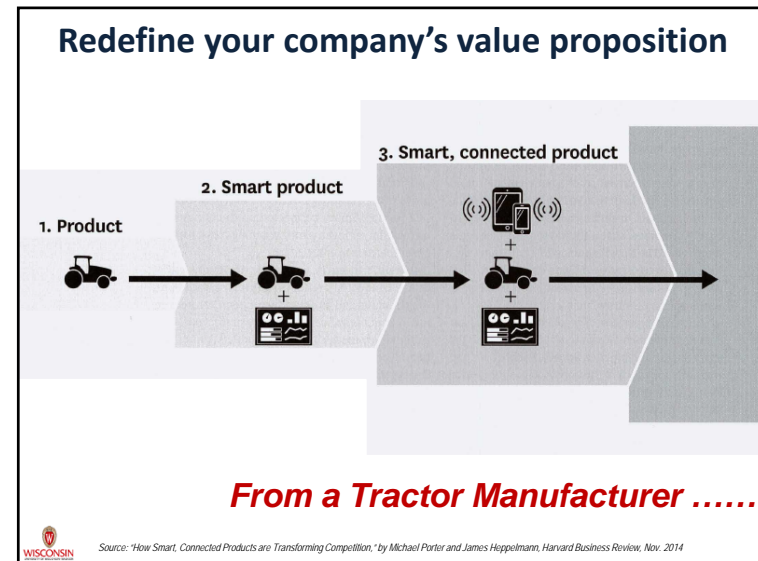 Redefine your company's value proposition
3. Smart, connected product
2. Smart product
1. Product
+
+
+
From a Tractor Manufacturer ......
WISCONSIN
Source: "How Smart, Connected Products are Transforming Competition," by Michael Porter and James Heppelmann, Harvard Business Review, Nov. 2014